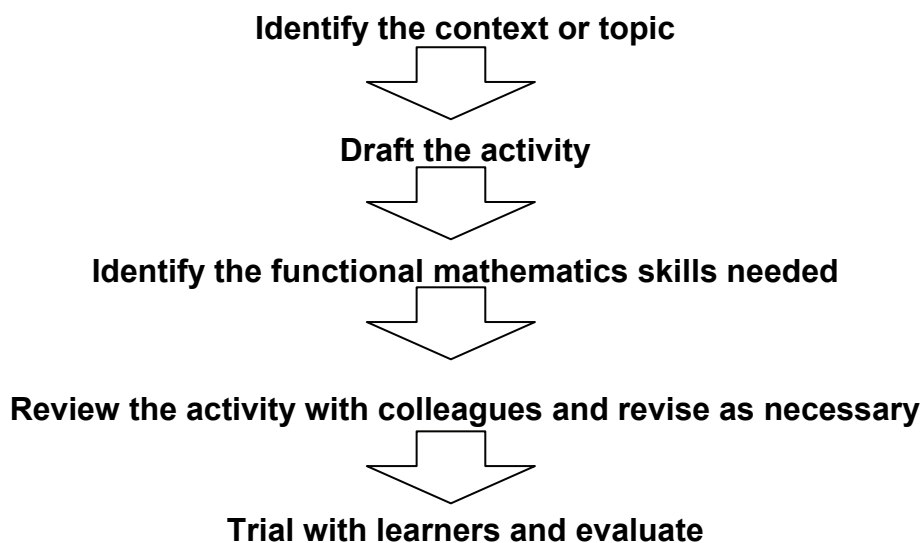 Identify the context or topic
Draft the activity
Identify the functional mathematics skills needed
Review the activity with colleagues and revise as necessary
Trial with learners and evaluate